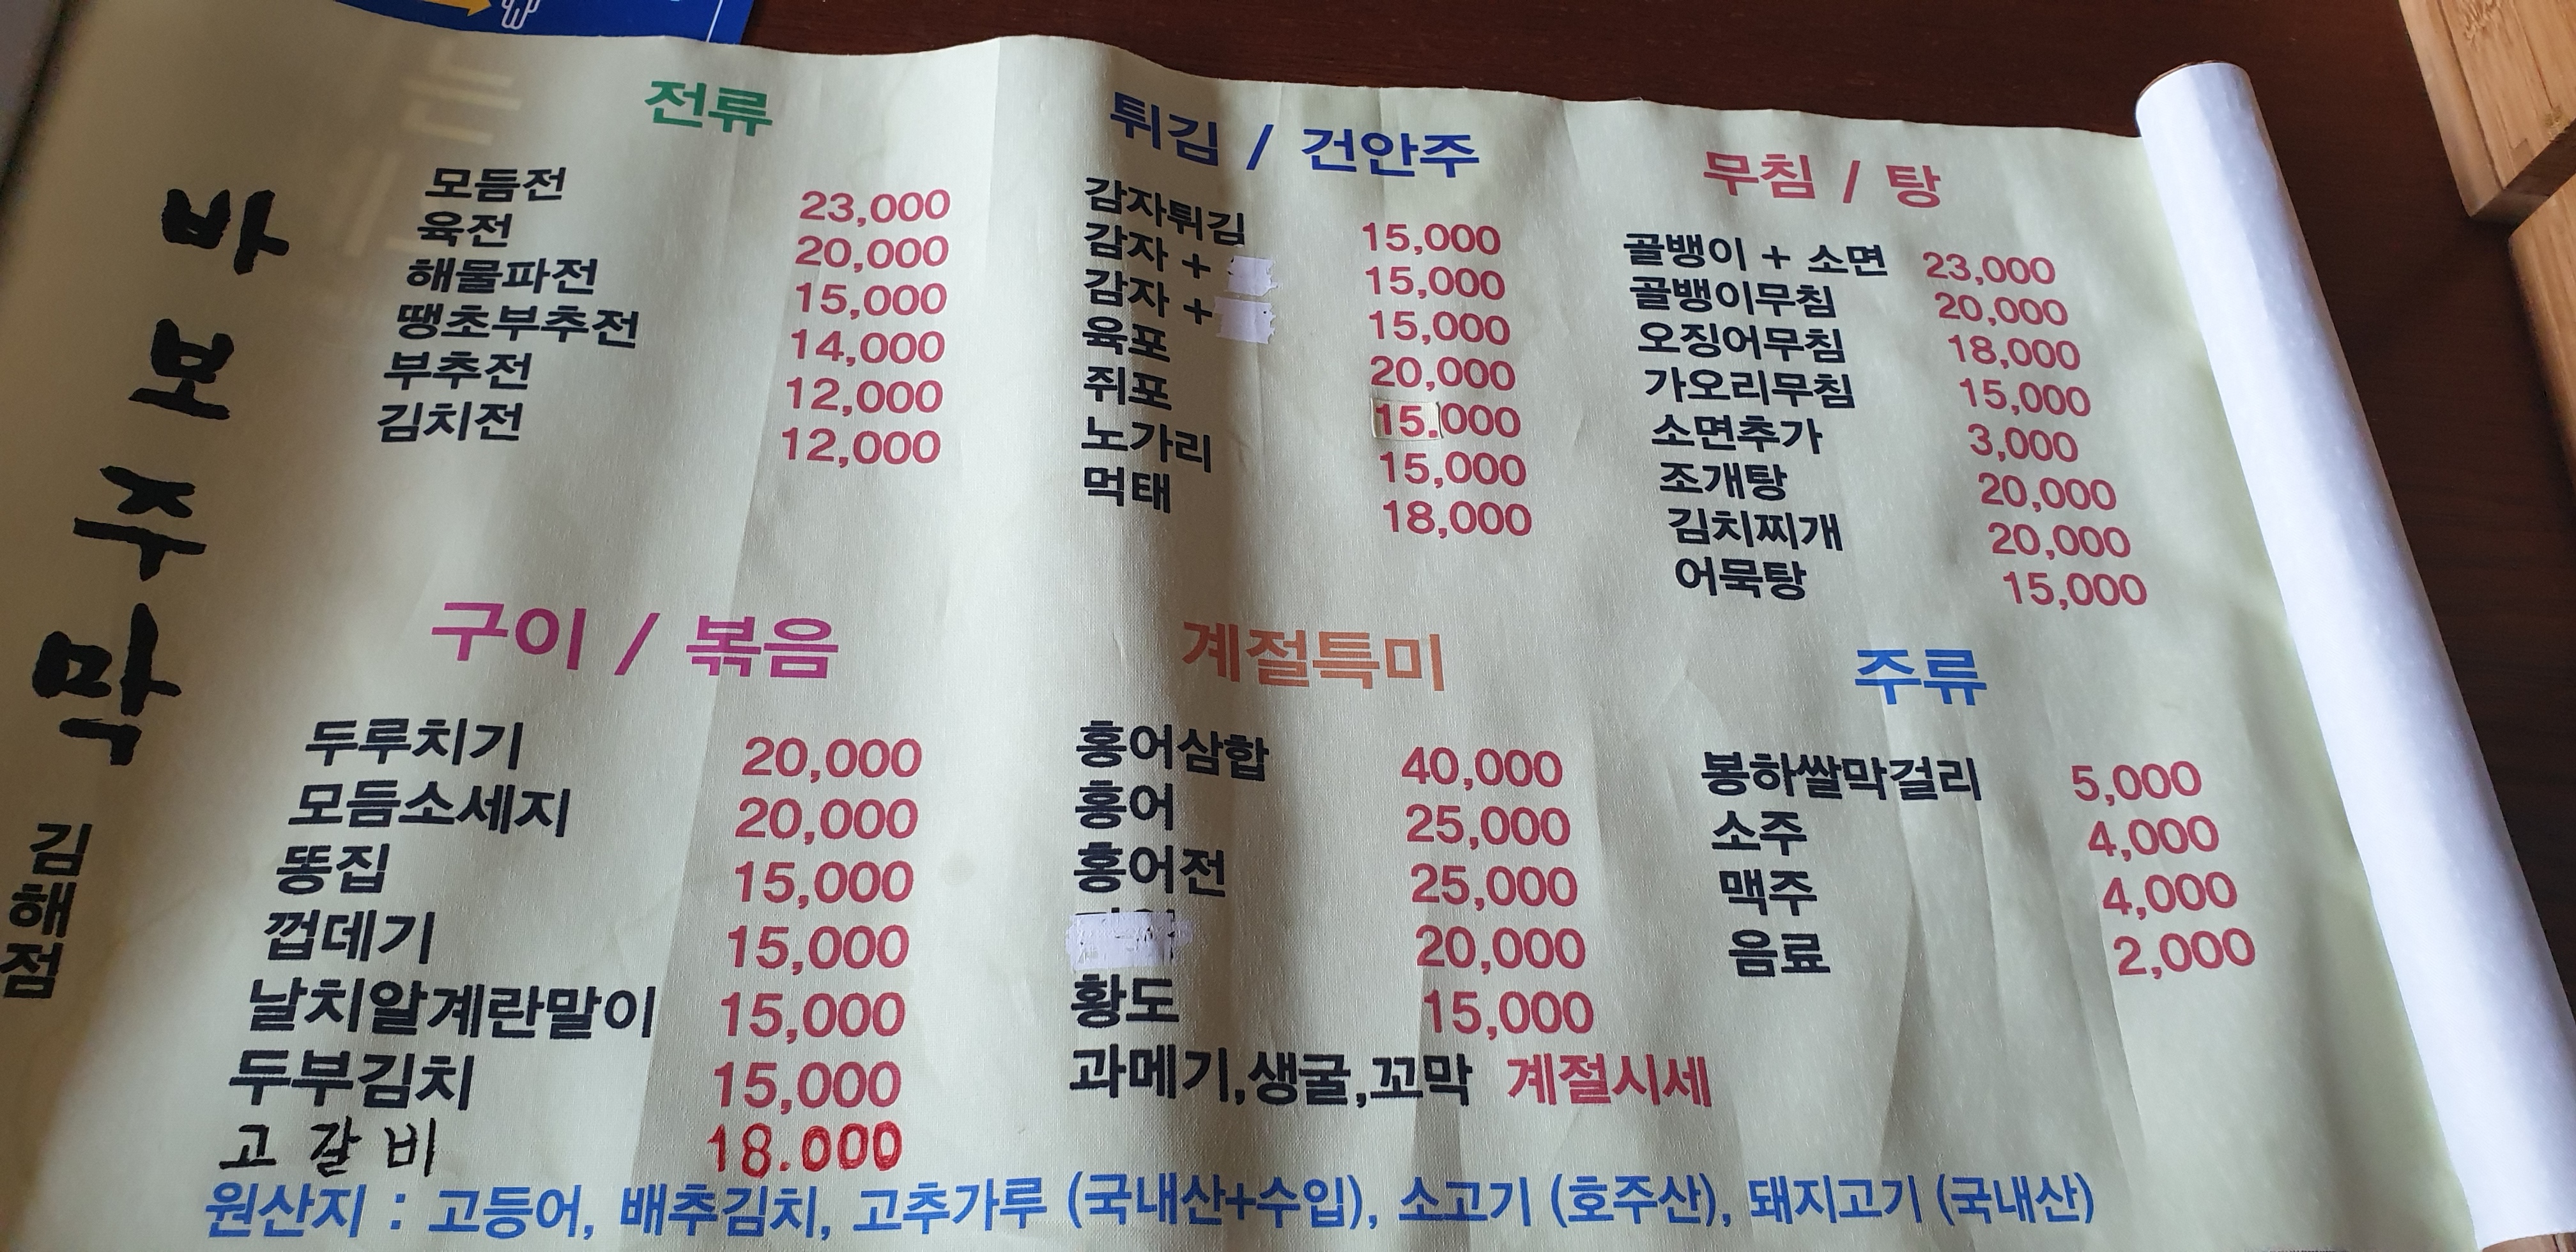 바보주막
김해점
전류
모듬전 23,000
육전 20,000
해물파전 15,000
땡초부추전 14,000
부추전 12,000
김치전 12,000
튀김 / 건안주
감자튀김 15,000
감자 + 15,000
감자 + 15,000
육포 20,000
쥐포 15.000
노가리 15,000
먹태 18,000
무침 / 탕
골뱅이 + 소면 23,000
골뱅이무침 20,000
오징어무침 18,000
가오리무침 15,000
소면추가 3,000
조개탕 20,000
김치찌개 20,000
어묵탕 15,000
구이 / 볶음
두루치기 20,000
모듬소세지 20,000
똥집 15,000
껍데기 15,000
날치알계란말이 15,000
두부김치 15,000
고갈비 18.000
계절특미
홍어삼합 40,000
홍어 25,000
홍어전 25,000
20,000
황도 15,000
과메기,생굴,꼬막 계절시세
주류
봉하쌀막걸리 5,000
소주 4,000
맥주 4,000
음료 2,000
원산지 : 고등어, 배추김치, 고추가루 (국내산+수입), 소고기 (호주산), 돼지고기 (국내산)